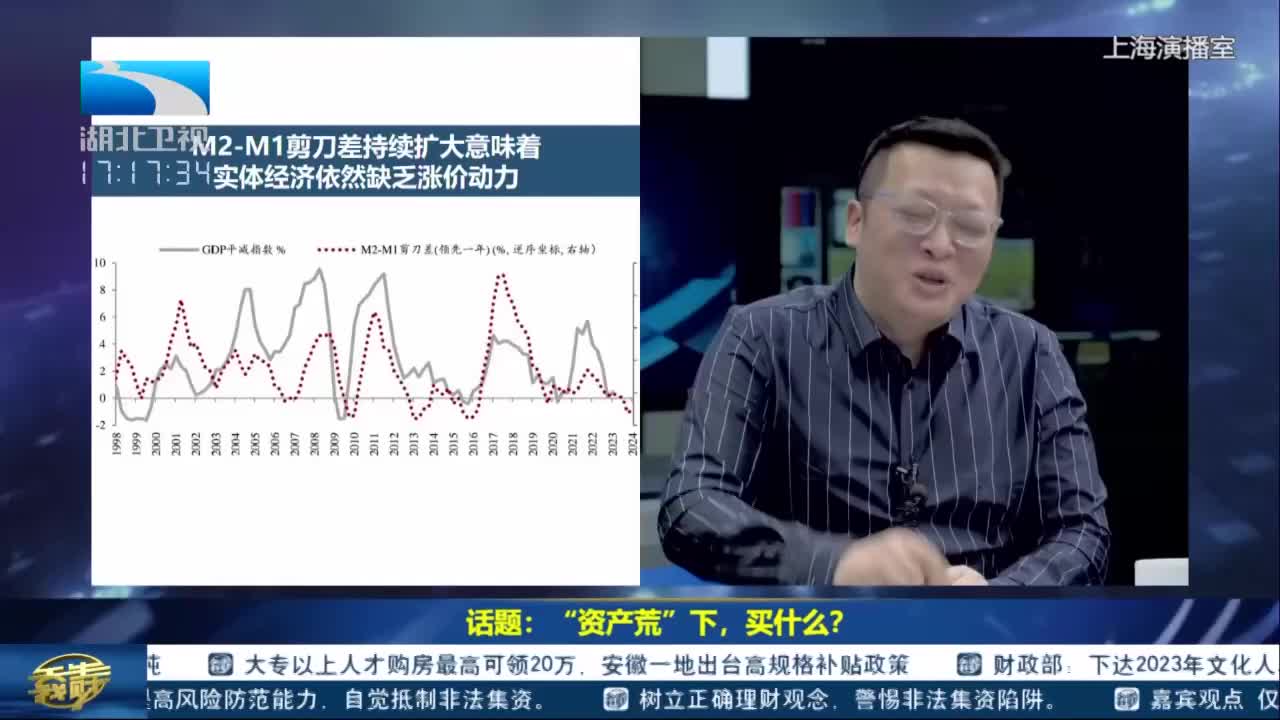 上海演播室
湖北卫视
17:17:34
M2-M1剪刀差持续扩大意味着
实体经济依然缺乏涨价动力
GDP平减指数 %
M2-M1剪刀差(领先一年)(%, 逆序坐标, 右轴)
10
8
6
4
2
0
-2
1998 1999 2000 2001 2002 2003 2004 2005 2006 2007 2008 2009 2010 2011 2012 2013 2014 2015 2016 2017 2018 2019 2020 2021 2022 2023 2024
话题：“资产荒”下，买什么？
吨 大专以上人才购房最高可领20万，安徽一地出台高规格补贴政策 财政部：下达2023年文化人
天生我财
提高风险防范能力，自觉抵制非法集资。 树立正确理财观念，警惕非法集资陷阱。 嘉宾观点 仅